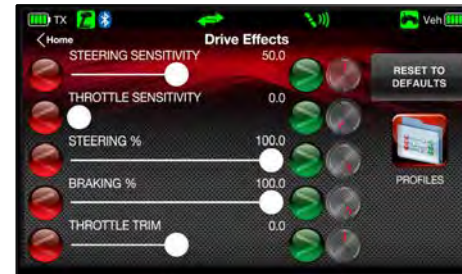 TX Veh
Home Drive Effects
STEERING SENSITIVITY 50.0
THROTTLE SENSITIVITY 0.0
STEERING % 100.0
BRAKING % 100.0
THROTTLE TRIM 0.0
RESET TO
DEFAULTS
PROFILES